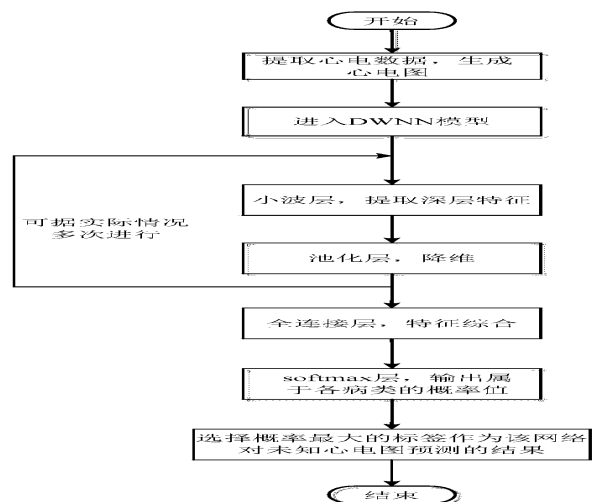 开始
提取心电数据，生成
心电图
进入DWNN模型
小波层，提取深层特征
可据实际情况
多次进行
池化层，降维
全连接层，特征综合
softmax层，输出属
于各病类的概率值
选择概率最大的标签作为该网络
对未知心电图预测的结果
结束